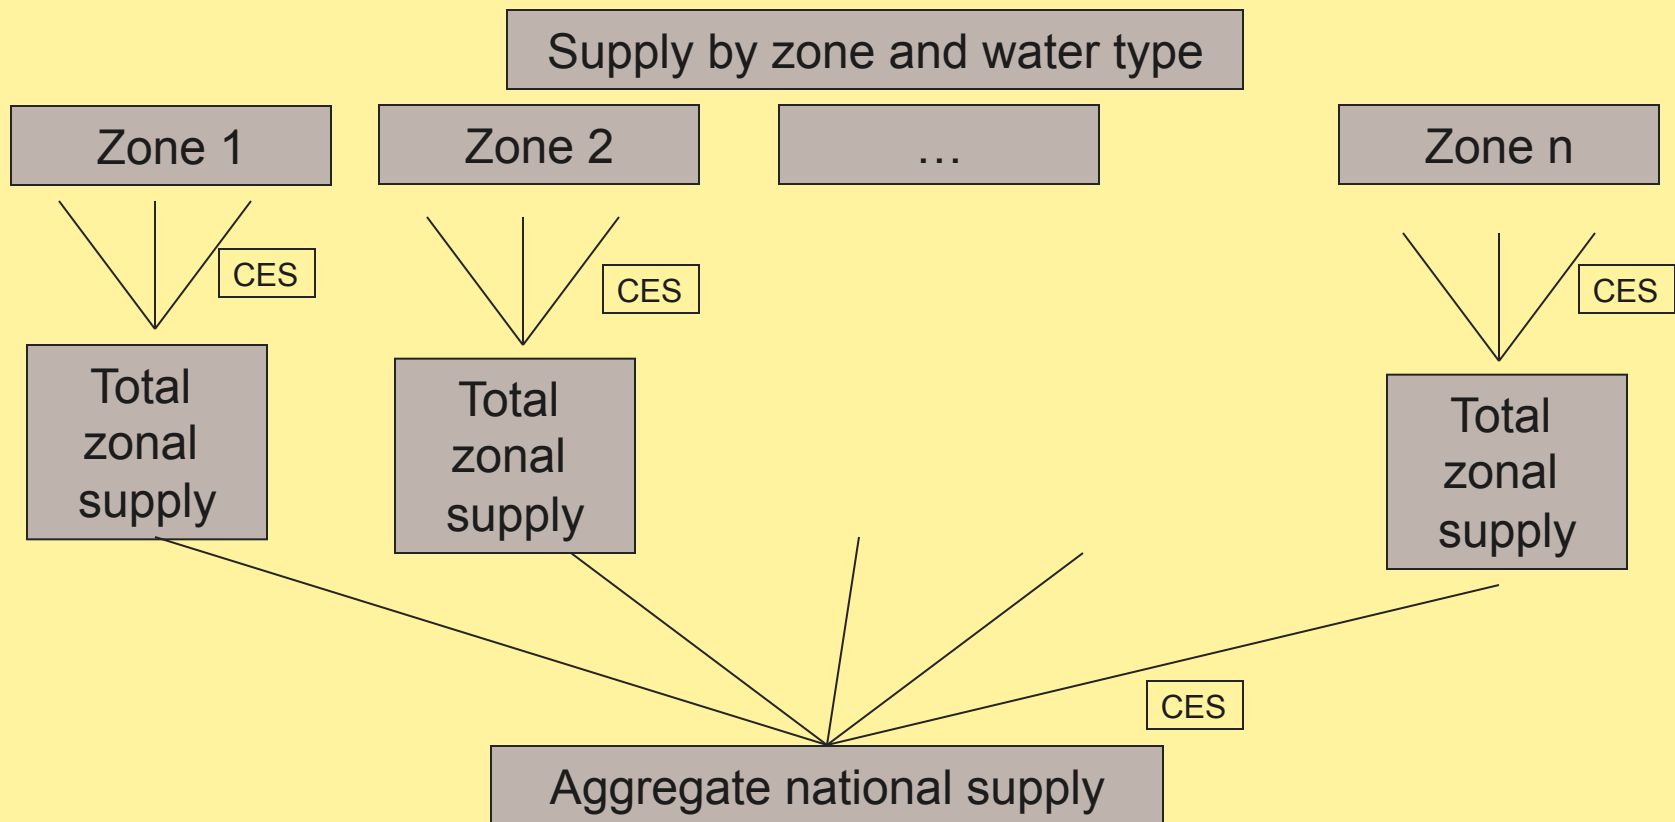 Supply by zone and water type
Zone 1
Zone 2
…
Zone n
CES
CES
CES
Total
zonal
supply
Total
zonal
supply
Total
zonal
supply
CES
Aggregate national supply